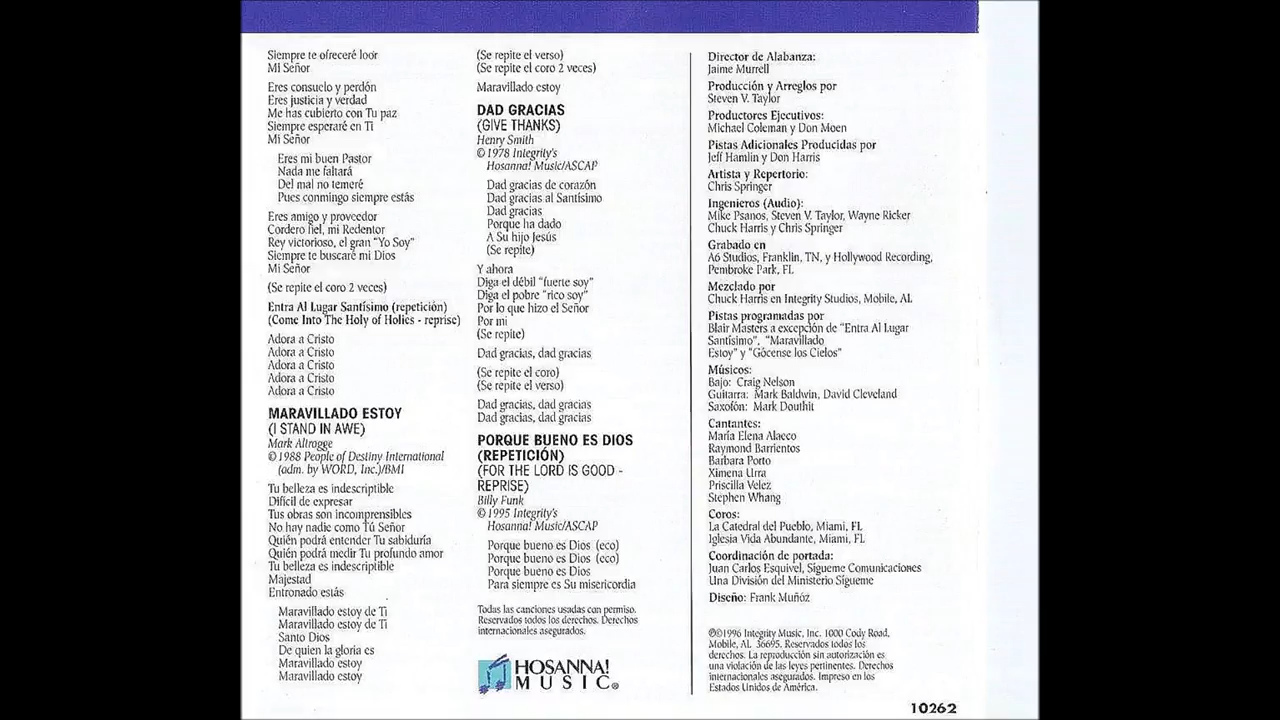 Siempre te ofreceré loor
Mi Señor
Eres consuelo y perdón
Eres justicia y verdad
Me has cubierto con Tu paz
Siempre esperaré en Ti
Mi Señor
Eres mi buen Pastor
Nada me faltará
Del mal no temeré
Pues conmingo siempre estás
Eres amigo y proveedor
Cordero fiel, mi Redentor
Rey victorioso, el gran “Yo Soy”
Siempre te buscaré mi Dios
Mi Señor
(Se repite el coro 2 veces)
Entra Al Lugar Santísimo (repetición)
(Come Into The Holy of Holies - reprise)
Adora a Cristo
Adora a Cristo
Adora a Cristo
Adora a Cristo
Adora a Cristo
MARAVILLADO ESTOY
(I STAND IN AWE)
Mark Altrogge
©1988 People of Destiny International
(adm. by WORD, Inc.)/BMI
Tu belleza es indescriptible
Difícil de expresar
Tus obras son incomprensibles
No hay nadie como Tú Señor
Quién podrá entender Tu sabiduría
Quién podrá medir Tu profundo amor
Tu belleza es indescriptible
Majestad
Entronado estás
Maravillado estoy de Ti
Maravillado estoy de Ti
Santo Dios
De quien la gloria es
Maravillado estoy
Maravillado estoy
(Se repite el verso)
(Se repite el coro 2 veces)
Maravillado estoy
DAD GRACIAS
(GIVE THANKS)
Henry Smith
©1978 Integrity's
Hosanna! Music/ASCAP
Dad gracias de corazón
Dad gracias al Santísimo
Dad gracias
Porque ha dado
A Su hijo Jesús
(Se repite)
Y ahora
Diga el débil “fuerte soy”
Diga el pobre “rico soy”
Por lo que hizo el Señor
Por mi
(Se repite)
Dad gracias, dad gracias
(Se repite el coro)
(Se repite el verso)
Dad gracias, dad gracias
Dad gracias, dad gracias
PORQUE BUENO ES DIOS
(REPETICIÓN)
(FOR THE LORD IS GOOD -
REPRISE)
Billy Funk
©1995 Integrity's
Hosanna! Music/ASCAP
Porque bueno es Dios (eco)
Porque bueno es Dios (eco)
Porque bueno es Dios
Para siempre es Su misericordia
Todas las canciones usadas con permiso.
Reservados todos los derechos. Derechos
internacionales asegurados.
HOSANNA!
MUSIC®
Director de Alabanza:
Jaime Murrell
Producción y Arreglos por
Steven V. Taylor
Productores Ejecutivos:
Michael Coleman y Don Moen
Pistas Adicionales Producidas por
Jeff Hamlin y Don Harris
Artista y Repertorio:
Chris Springer
Ingenieros (Audio):
Mike Psanos, Steven V. Taylor, Wayne Ricker
Chuck Harris y Chris Springer
Grabado en
A6 Studios, Franklin, TN, y Hollywood Recording,
Pembroke Park, FL
Mezclado por
Chuck Harris en Integrity Studios, Mobile, AL
Pistas programadas por
Blair Masters a excepción de “Entra Al Lugar
Santísimo”, “Maravillado
Estoy” y “Gócense los Cielos”
Músicos:
Bajo: Craig Nelson
Guitarra: Mark Baldwin, David Cleveland
Saxofón: Mark Douthit
Cantantes:
María Elena Alaeco
Raymond Barrientos
Barbara Porto
Ximena Urra
Priscilla Velez
Stephen Whang
Coros:
La Catedral del Pueblo, Miami, FL
Iglesia Vida Abundante, Miami, FL
Coordinación de portada:
Juan Carlos Esquivel, Sígueme Comunicaciones
Una División del Ministerio Sígueme
Diseño: Frank Muñóz
℗©1996 Integrity Music, Inc. 1000 Cody Road,
Mobile, AL 36695. Reservados todo los
derechos. La reproducción sin autorización es
una violación de las leyes pertinentes. Derechos
internacionales asegurados. Impreso en los
Estados Unidos de América.
10262